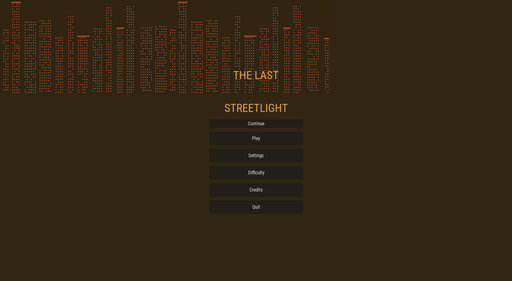 THE LAST
STREETLIGHT
Continue
Play
Settings
Difficulty
Credits
Quit